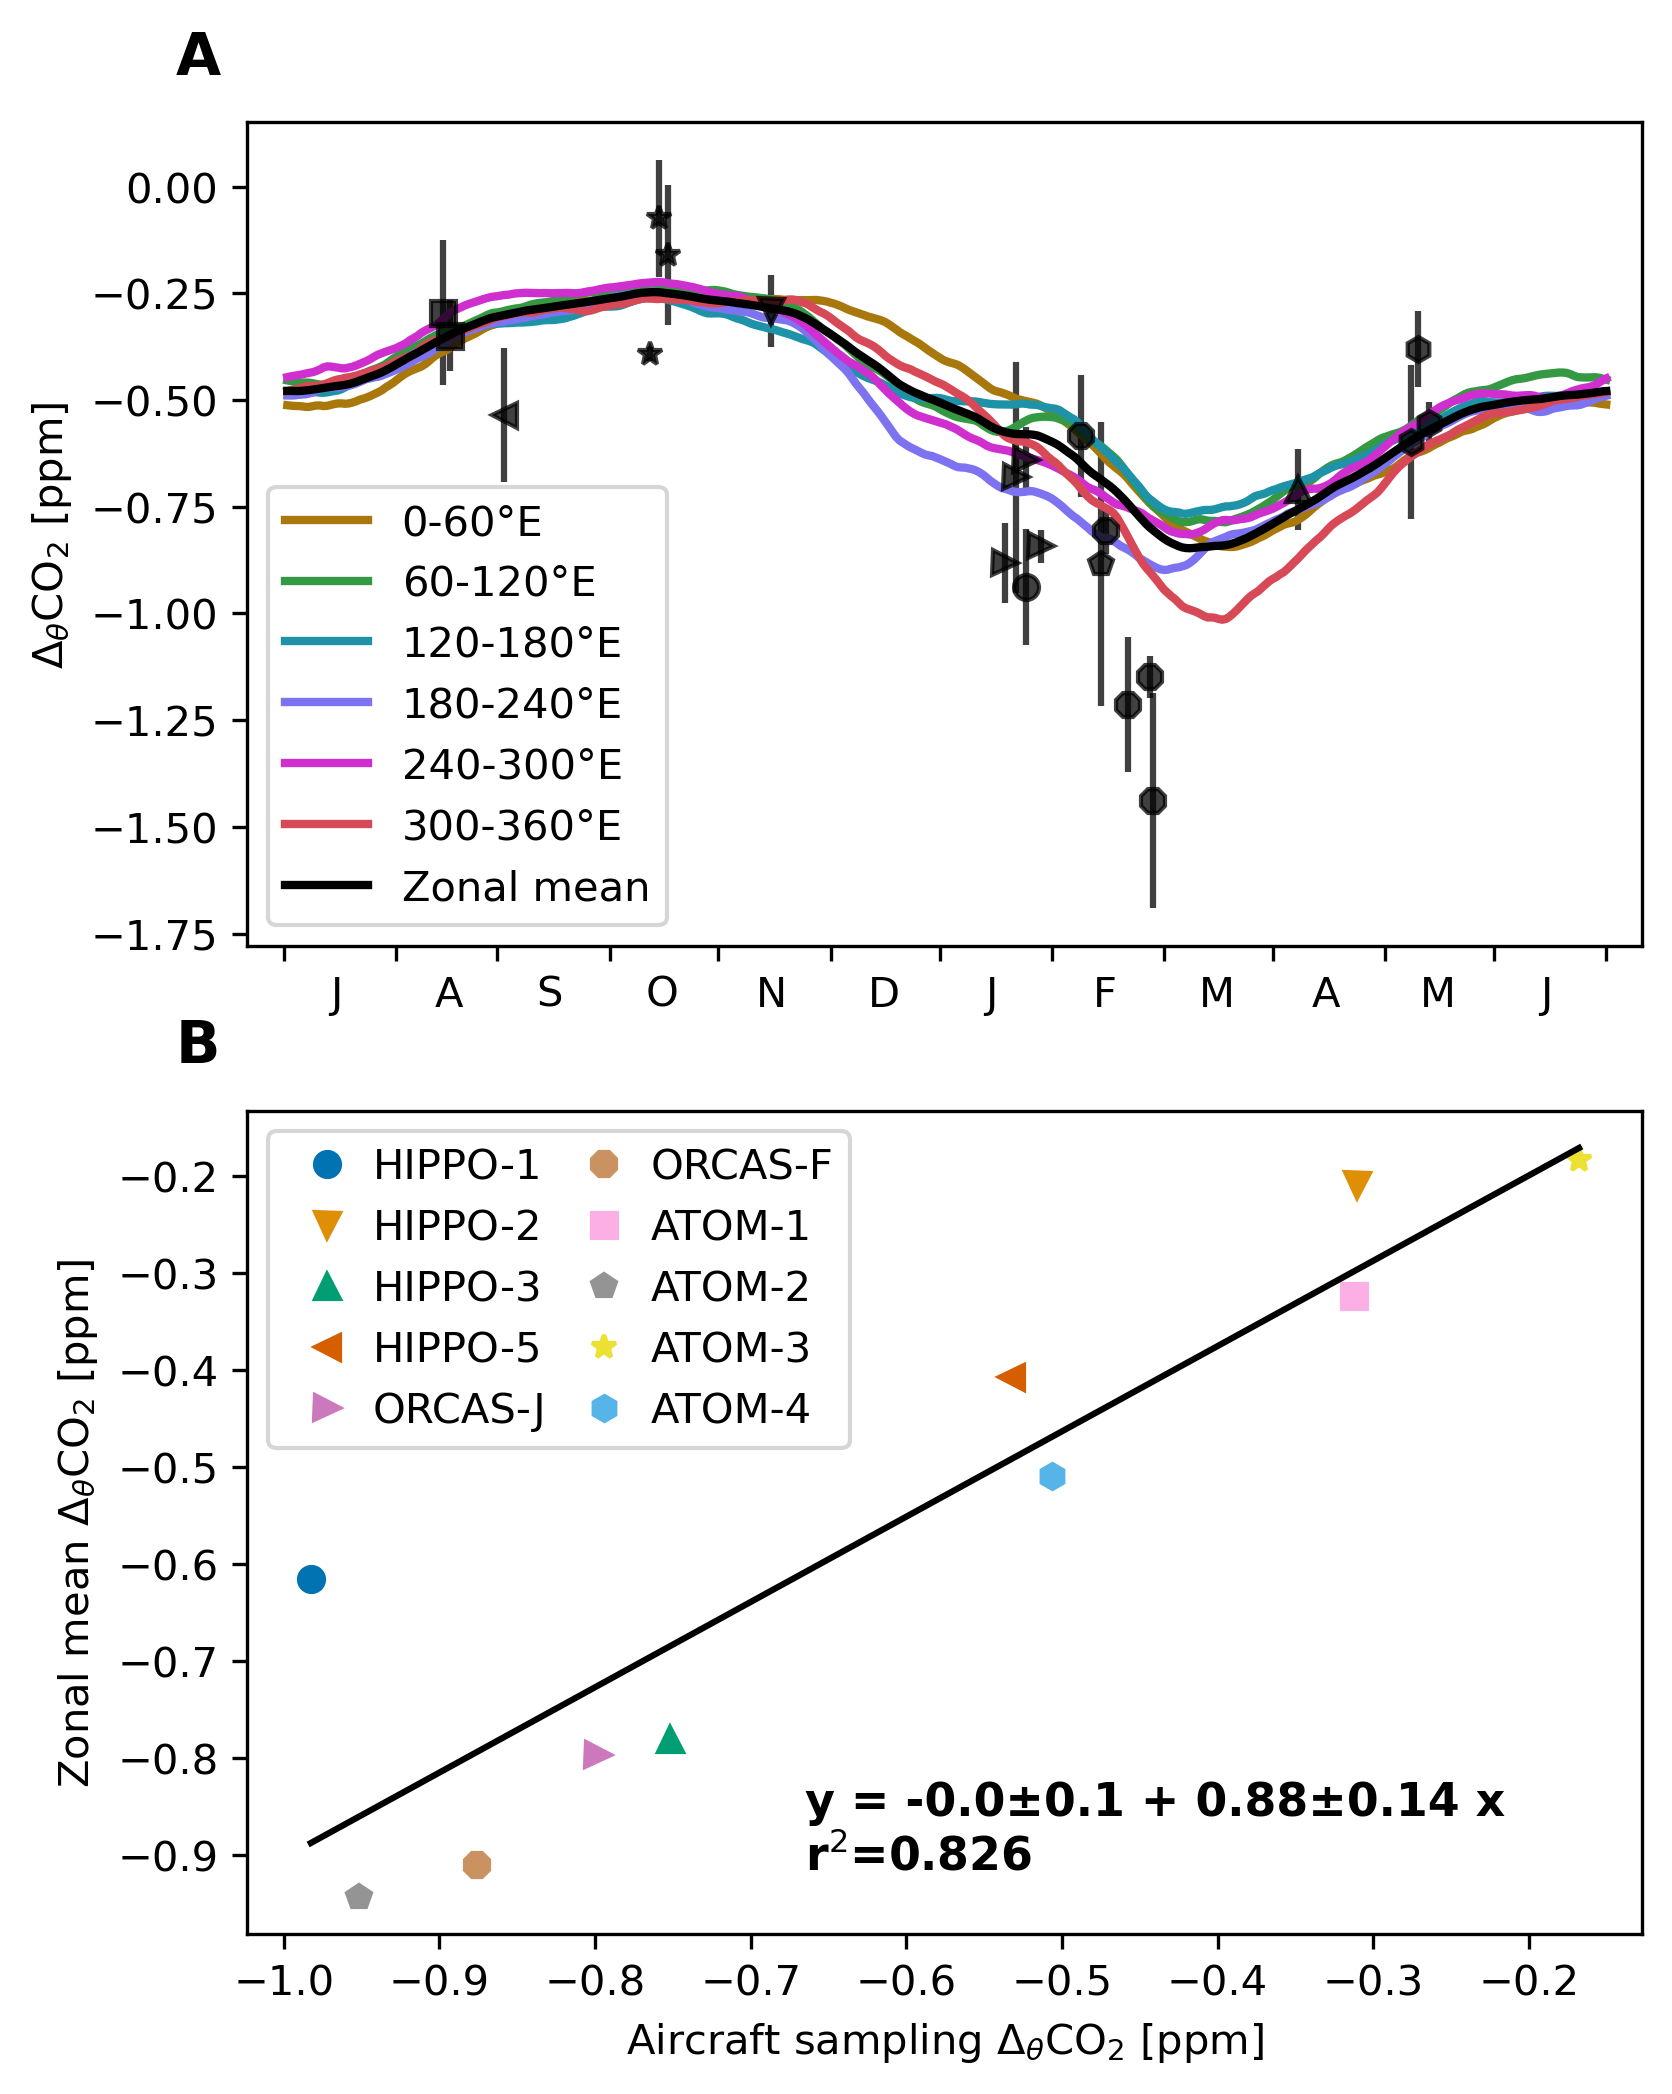 A
0.00
−0.25
−0.50
−0.75
−1.00
−1.25
−1.50
−1.75
ΔθCO₂ [ppm]
0-60°E
60-120°E
120-180°E
180-240°E
240-300°E
300-360°E
Zonal mean
J A S O N D J F M A M J
B
−0.2
−0.3
−0.4
−0.5
−0.6
−0.7
−0.8
−0.9
Zonal mean ΔθCO₂ [ppm]
HIPPO-1
HIPPO-2
HIPPO-3
HIPPO-5
ORCAS-J
ORCAS-F
ATOM-1
ATOM-2
ATOM-3
ATOM-4
y = -0.0±0.1 + 0.88±0.14 x
r²=0.826
−1.0 −0.9 −0.8 −0.7 −0.6 −0.5 −0.4 −0.3 −0.2
Aircraft sampling ΔθCO₂ [ppm]